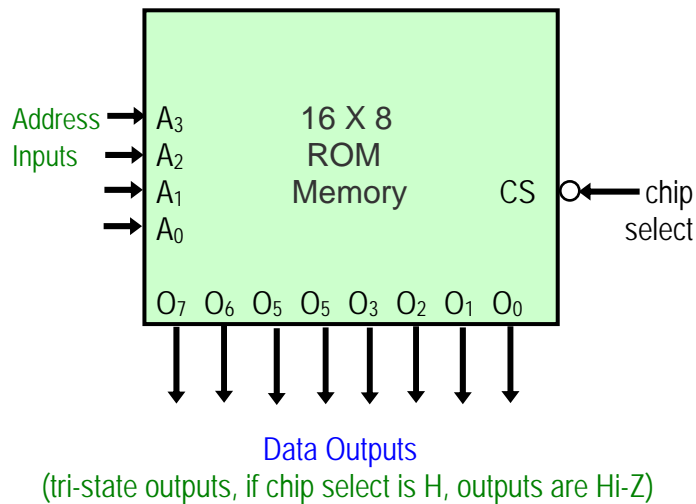 Address
Inputs
A₃
A₂
A₁
A₀
16 X 8
ROM
Memory
CS
chip
select
O₇ O₆ O₅ O₅ O₃ O₂ O₁ O₀
Data Outputs
(tri-state outputs, if chip select is H, outputs are Hi-Z)